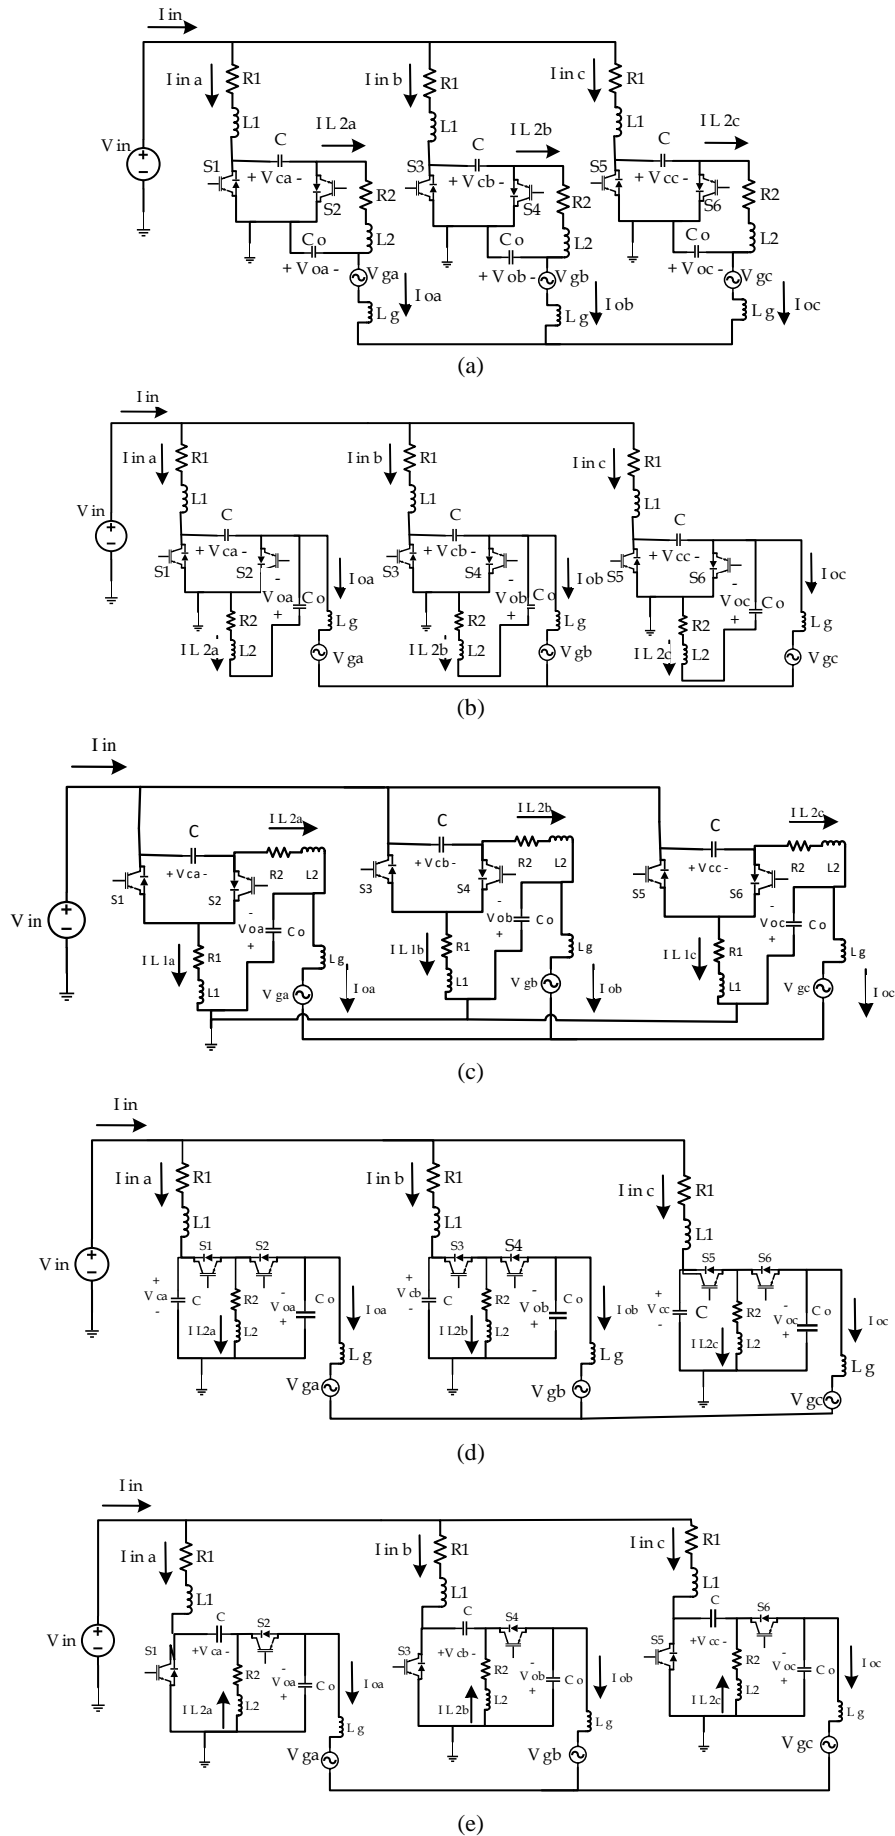 I in
I in a
R1
I in b
R1
I in c
R1
L1
L1
L1
V in
C
I L 2a
C
I L 2b
C
I L 2c
S1
+ V ca -
S2
R2
S3
+ V cb -
S4
R2
S5
+ V cc -
S6
R2
C o
L2
C o
L2
C o
L2
+ V oa -
V ga
+ V ob -
V gb
+ V oc -
V gc
I oa
I ob
I oc
L g
L g
L g
(a)
I in
I in a
R1
I in b
R1
I in c
R1
L1
L1
L1
V in
C
C
C
S1
+ V ca -
S2
I oa
S3
+ V cb -
S4
I ob
S5
+ V cc -
S6
I oc
-
V oa
+
C o
-
V ob
+
C o
-
V oc
+
C o
R2
L g
R2
L g
R2
L g
I L 2a
L2
V ga
I L 2b
L2
V gb
I L 2c
L2
V gc
(b)
I in
I L 2a
I L 2b
I L 2c
C
C
C
+ V ca -
R2
L2
+ V cb -
R2
L2
+ V cc -
R2
L2
S1
S2
S3
S4
S5
S6
V in
-
V oa
+
C o
-
V ob
+
C o
-
V oc
+
C o
I L 1a
R1
L g
I L 1b
R1
L g
I L 1c
R1
L g
L1
V ga
I oa
L1
V gb
I ob
L1
V gc
I oc
(c)
I in
I in a
R1
I in b
R1
I in c
R1
L1
L1
L1
V in
S1
S2
S3
S4
S5
S6
+
V ca
-
C
R2
-
V oa
+
C o
I oa
+
V cb
-
C
R2
-
V ob
+
C o
I ob
+
V cc
-
C
R2
-
V oc
+
C o
I oc
I L2a
L2
L g
I L2b
L2
L g
I L2c
L2
L g
V ga
V gb
V gc
(d)
I in
I in a
R1
I in b
R1
I in c
R1
L1
L1
L1
V in
S1
C
S2
S3
C
S4
S5
C
S6
+V ca -
R2
-
V oa
+
C o
I oa
+V cb -
R2
-
V ob
+
C o
I ob
+V cc -
R2
-
V oc
+
C o
I oc
I L 2a
L2
L g
I L 2b
L2
L g
I L2c
L2
L g
V ga
V gb
V gc
(e)